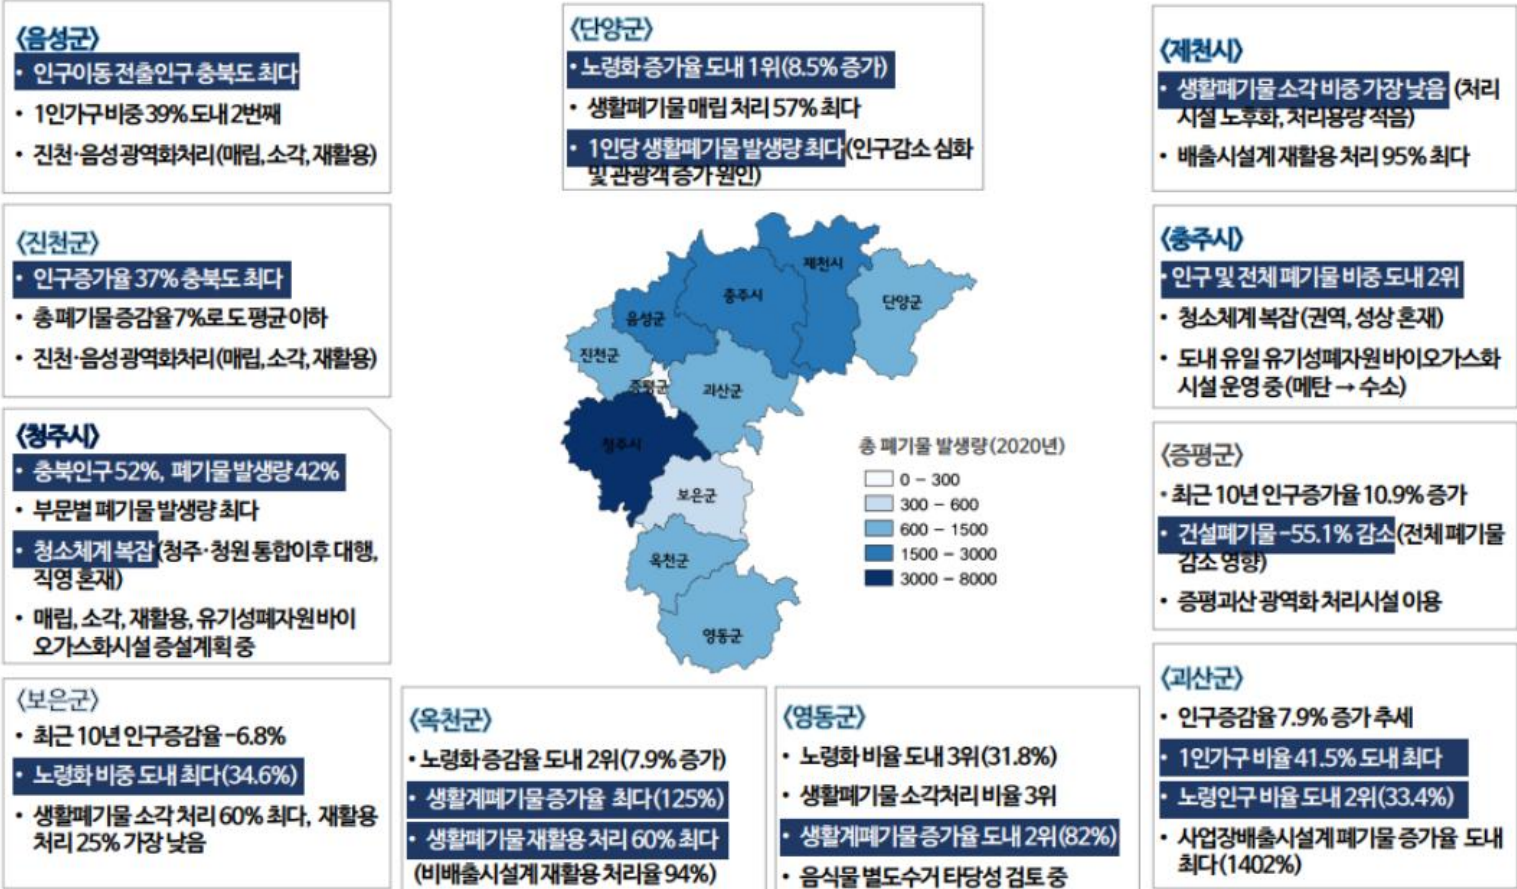 〈음성군〉
• 인구이동 전출인구 충북도 최다
• 1인가구 비중 39% 도내 2번째
• 진천·음성 광역화처리(매립, 소각, 재활용)
〈단양군〉
• 노령화 증가율 도내 1위(8.5% 증가)
• 생활폐기물 매립 처리 57% 최다
• 1인당 생활폐기물 발생량 최다(인구감소 심화
및 관광객 증가 원인)
〈제천시〉
• 생활폐기물 소각 비중 가장 낮음 (처리
시설 노후화, 처리용량 적음)
• 배출시설계 재활용 처리 95% 최다
〈진천군〉
• 인구증가율 37% 충북도 최다
• 총 폐기물 증감율 7%로 도 평균 이하
• 진천·음성 광역화처리(매립, 소각, 재활용)
〈충주시〉
• 인구 및 전체 폐기물 비중 도내 2위
• 청소체계 복잡 (권역, 성상 혼재)
• 도내 유일 유기성폐자원 바이오가스화
시설 운영 중 (메탄 → 수소)
〈청주시〉
• 충북인구 52%, 폐기물 발생량 42%
• 부문별 폐기물 발생량 최다
• 청소체계 복잡(청주·청원 통합이후 대행,
직영 혼재)
• 매립, 소각, 재활용, 유기성폐자원 바이
오가스화시설 증설계획 중
제천시
충주시
단양군
음성군
진천군
증평군
괴산군
청주시
보은군
옥천군
영동군
총 폐기물 발생량 (2020년)
0 – 300
300 – 600
600 – 1500
1500 – 3000
3000 – 8000
〈증평군〉
• 최근 10년 인구증가율 10.9% 증가
• 건설폐기물 -55.1% 감소(전체 폐기물
감소 영향)
• 증평괴산 광역화 처리시설 이용
〈보은군〉
• 최근 10년 인구증감율 -6.8%
• 노령화 비중 도내 최다(34.6%)
• 생활폐기물 소각 처리 60% 최다, 재활용
처리 25% 가장 낮음
〈옥천군〉
• 노령화 증감율 도내 2위(7.9% 증가)
• 생활계폐기물증가율 최다(125%)
• 생활폐기물 재활용 처리 60% 최다
(비배출시설계 재활용 처리율 94%)
〈영동군〉
• 노령화 비율 도내 3위(31.8%)
• 생활폐기물 소각처리 비율 3위
• 생활계폐기물 증가율 도내 2위(82%)
• 음식물 별도수거 타당성 검토 중
〈괴산군〉
• 인구증감율 7.9% 증가 추세
• 1인가구 비율 41.5% 도내 최다
• 노령인구 비율 도내 2위(33.4%)
• 사업장배출시설계 폐기물 증가율 도내
최다(1402%)